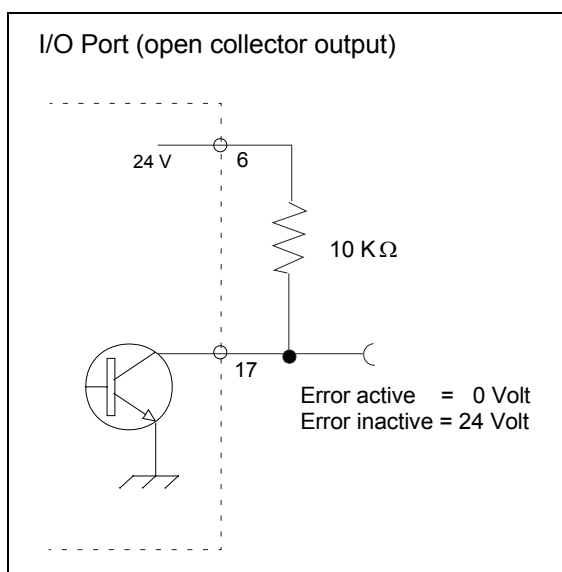 I/O Port (open collector output)
24 V
6
10 KΩ
17
Error active = 0 Volt
Error inactive = 24 Volt